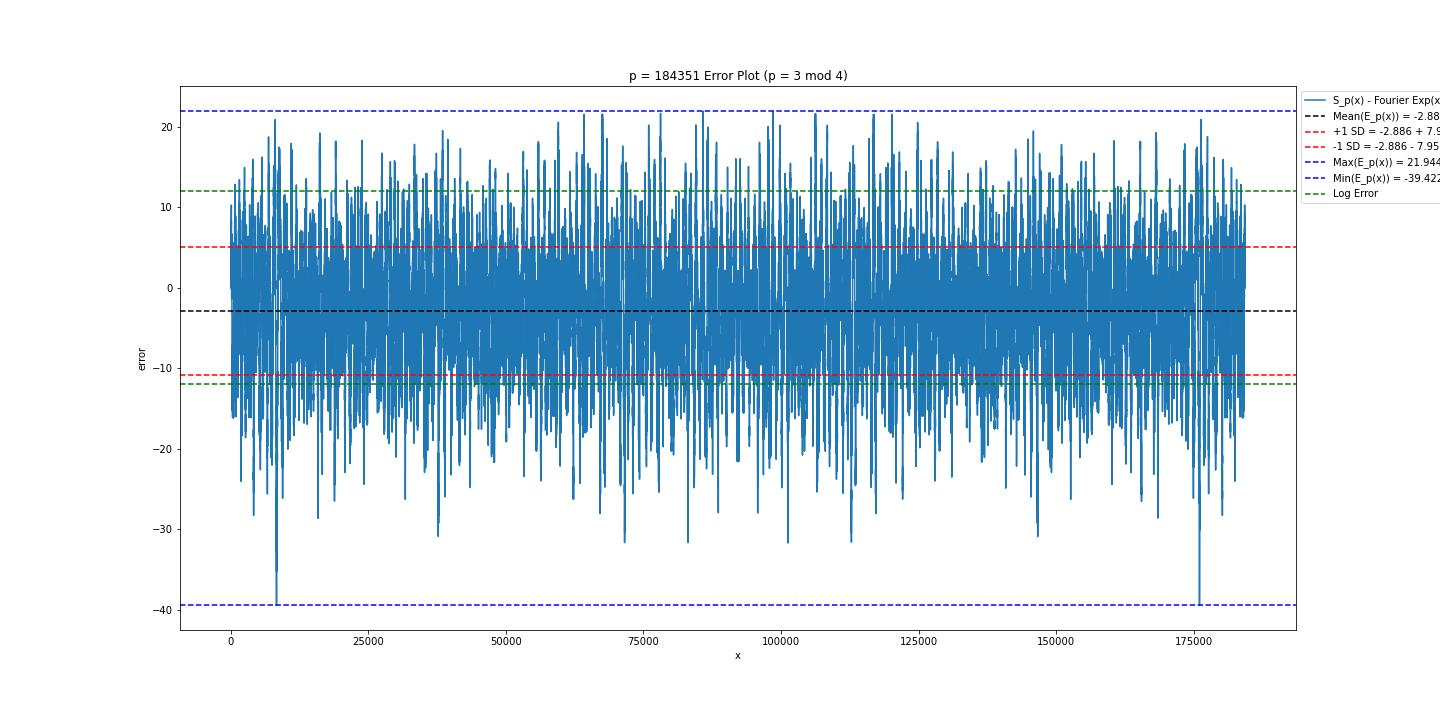 p = 184351 Error Plot (p = 3 mod 4)
S_p(x) - Fourier Exp(x
Mean(E_p(x)) = -2.88
+1 SD = -2.886 + 7.9
-1 SD = -2.886 - 7.95
Max(E_p(x)) = 21.944
Min(E_p(x)) = -39.422
Log Error
20
10
0
−10
−20
−30
−40
error
0 25000 50000 75000 100000 125000 150000 175000
x